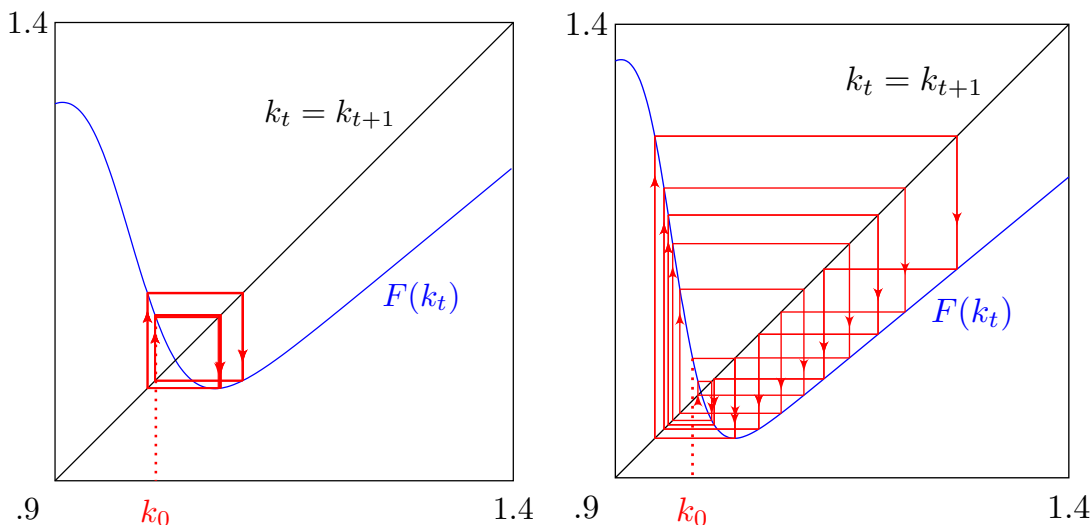 1.4
k_t = k_{t+1}
F(k_t)
.9
k_0
1.4
1.4
k_t = k_{t+1}
F(k_t)
.9
k_0
1.4